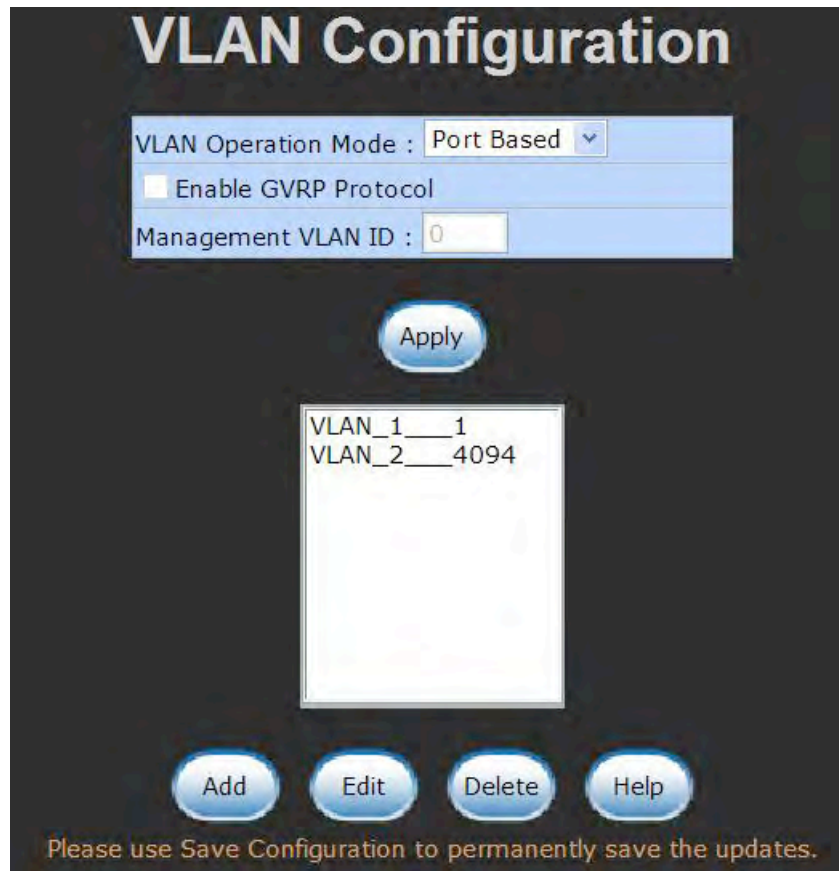 VLAN Configuration
VLAN Operation Mode : Port Based
Enable GVRP Protocol
Management VLAN ID : 0
Apply
VLAN_1___1
VLAN_2___4094
Add Edit Delete Help
Please use Save Configuration to permanently save the updates.